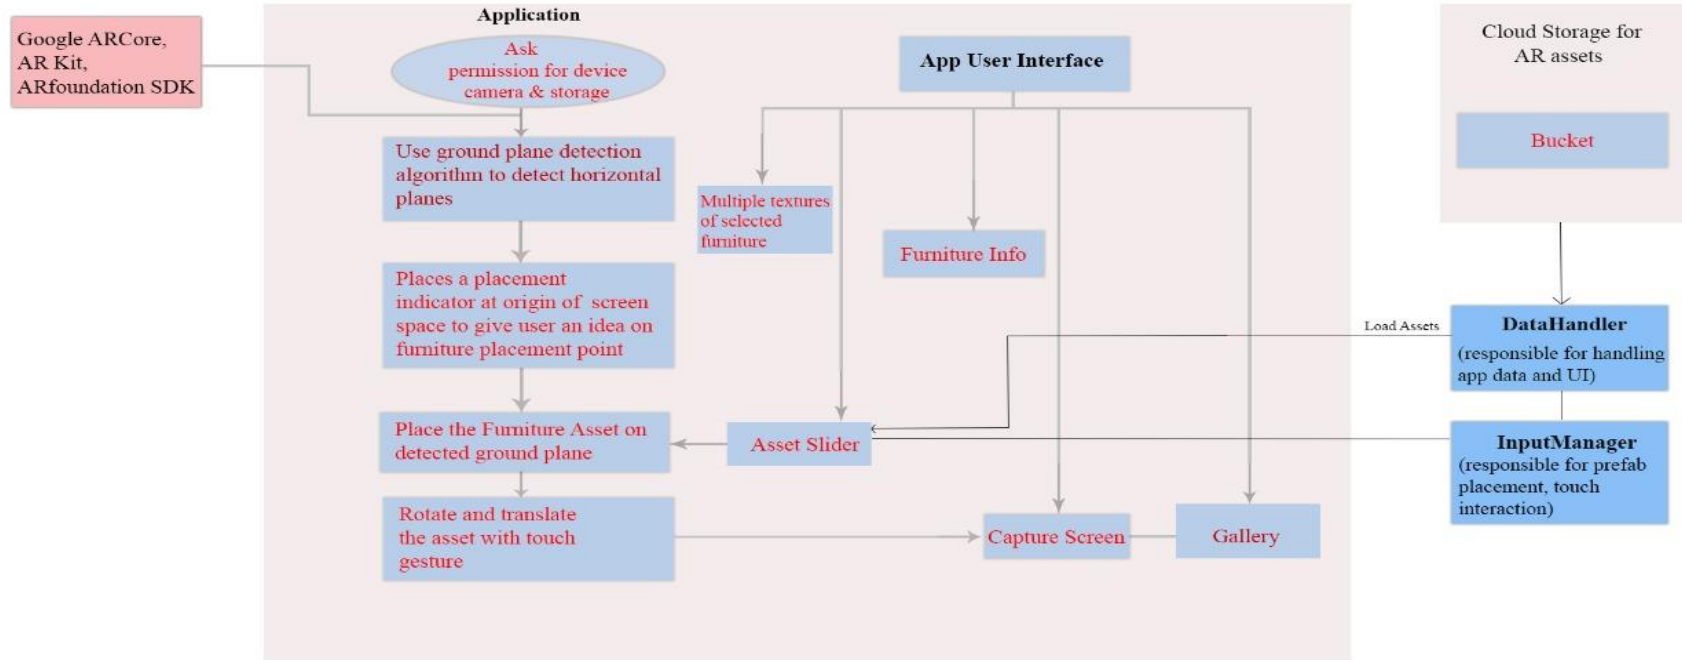 Application
Google ARCore,
AR Kit,
ARfoundation SDK
Ask
permission for device
camera & storage
Use ground plane detection
algorithm to detect horizontal
planes
Places a placement
indicator at origin of screen
space to give user an idea on
furniture placement point
Place the Furniture Asset on
detected ground plane
Rotate and translate
the asset with touch
gesture
App User Interface
Multiple textures
of selected
furniture
Furniture Info
Asset Slider
Capture Screen
Gallery
Cloud Storage for
AR assets
Bucket
Load Assets
DataHandler
(responsible for handling
app data and UI)
InputManager
(responsible for prefab
placement, touch
interaction)